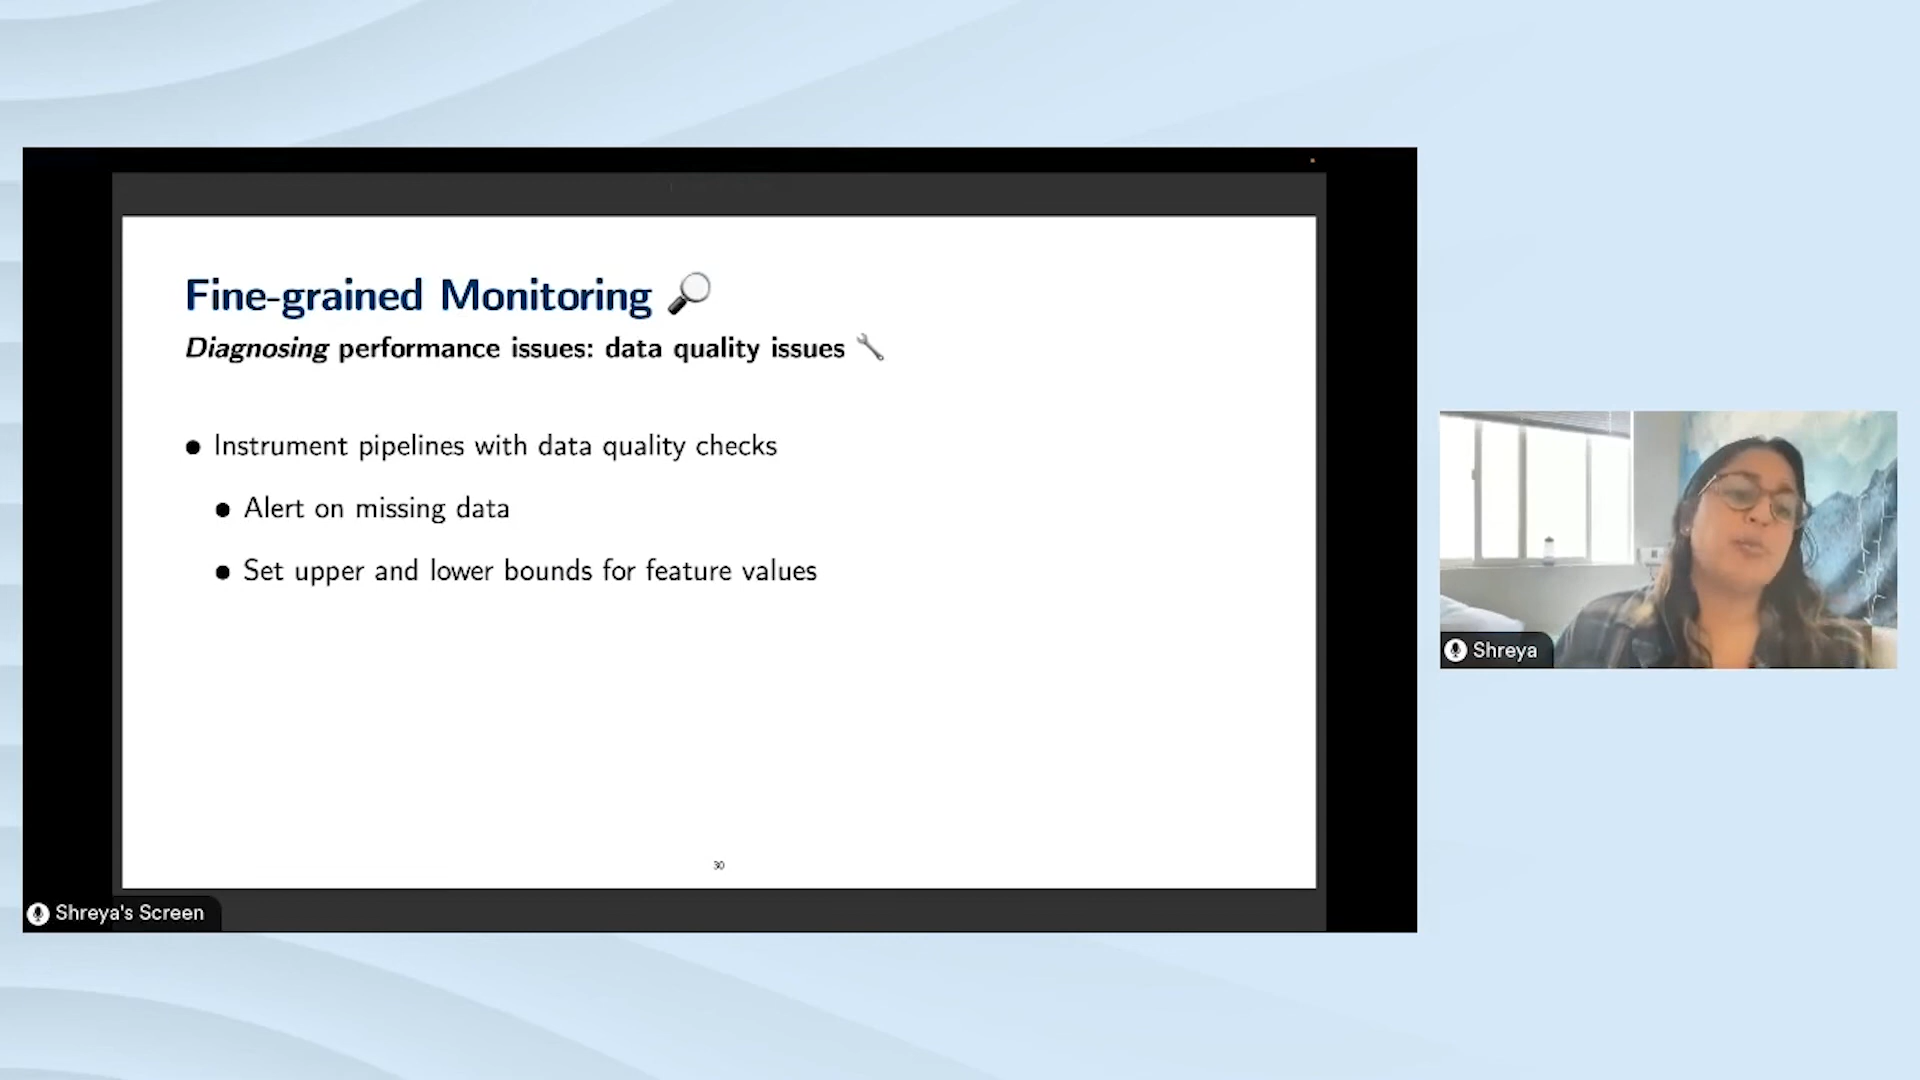 Fine-grained Monitoring
Diagnosing performance issues: data quality issues
Instrument pipelines with data quality checks
Alert on missing data
Set upper and lower bounds for feature values
30
Shreya's Screen
Shreya